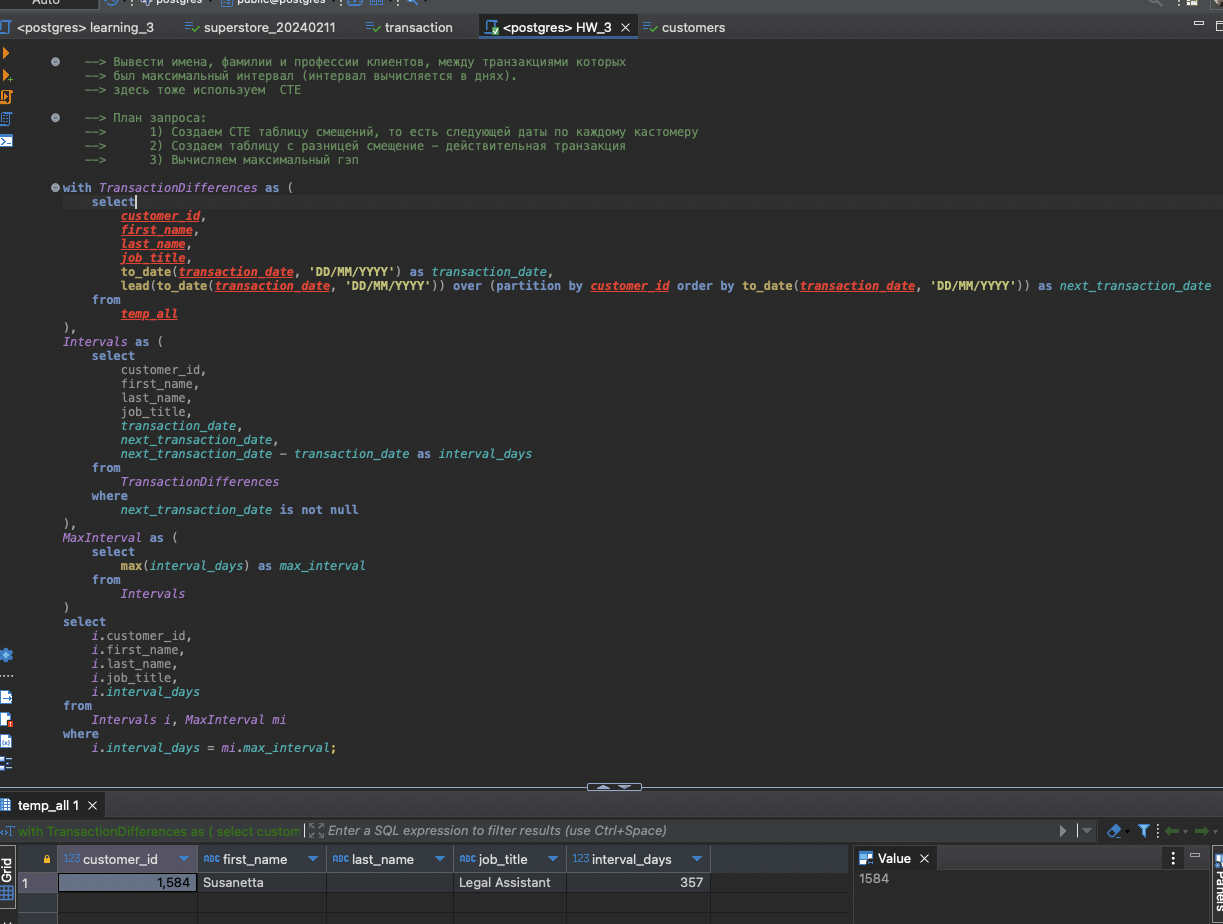 Auto
<postgres> learning_3 superstore_20240211 transaction <postgres> HW_3 customers
--> Вывести имена, фамилии и профессии клиентов, между транзакциями которых
--> был максимальный интервал (интервал вычисляется в днях).
--> здесь тоже используем  CTE
--> План запроса:
-->      1) Создаем CTE таблицу смещений, то есть следующей даты по каждому кастомеру
-->      2) Создаем таблицу с разницей смещение - действительная транзакция
-->      3) Вычисляем максимальный гэп
with TransactionDifferences as (
select
customer_id,
first_name,
last_name,
job_title,
to_date(transaction_date, 'DD/MM/YYYY') as transaction_date,
lead(to_date(transaction_date, 'DD/MM/YYYY')) over (partition by customer_id order by to_date(transaction_date, 'DD/MM/YYYY')) as next_transaction_date
from
temp_all
),
Intervals as (
select
customer_id,
first_name,
last_name,
job_title,
transaction_date,
next_transaction_date,
next_transaction_date - transaction_date as interval_days
from
TransactionDifferences
where
next_transaction_date is not null
),
MaxInterval as (
select
max(interval_days) as max_interval
from
Intervals
)
select
i.customer_id,
i.first_name,
i.last_name,
i.job_title,
i.interval_days
from
Intervals i, MaxInterval mi
where
i.interval_days = mi.max_interval;
temp_all 1
with TransactionDifferences as ( select custom Enter a SQL expression to filter results (use Ctrl+Space)
Grid
123 customer_id ABC first_name ABC last_name ABC job_title 123 interval_days
1 1,584 Susanetta Legal Assistant 357
Value
1584
Panels